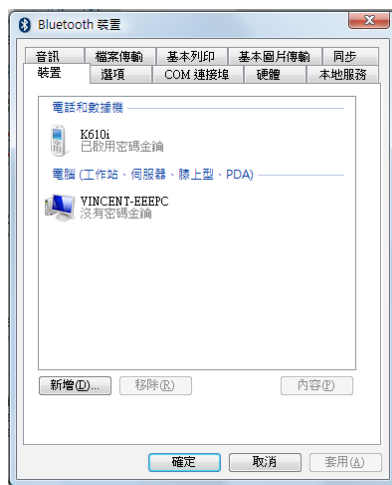 Bluetooth 裝置
音訊 檔案傳輸 基本列印 基本圖片傳輸 同步
裝置 選項 COM 連接埠 硬體 本地服務
電話和數據機
K610i
已啟用密碼金鑰
電腦 (工作站、伺服器、膝上型、PDA)
VINCENT-EEEPC
沒有密碼金鑰
新增(D)... 移除(R) 內容(P)
確定 取消 套用(A)